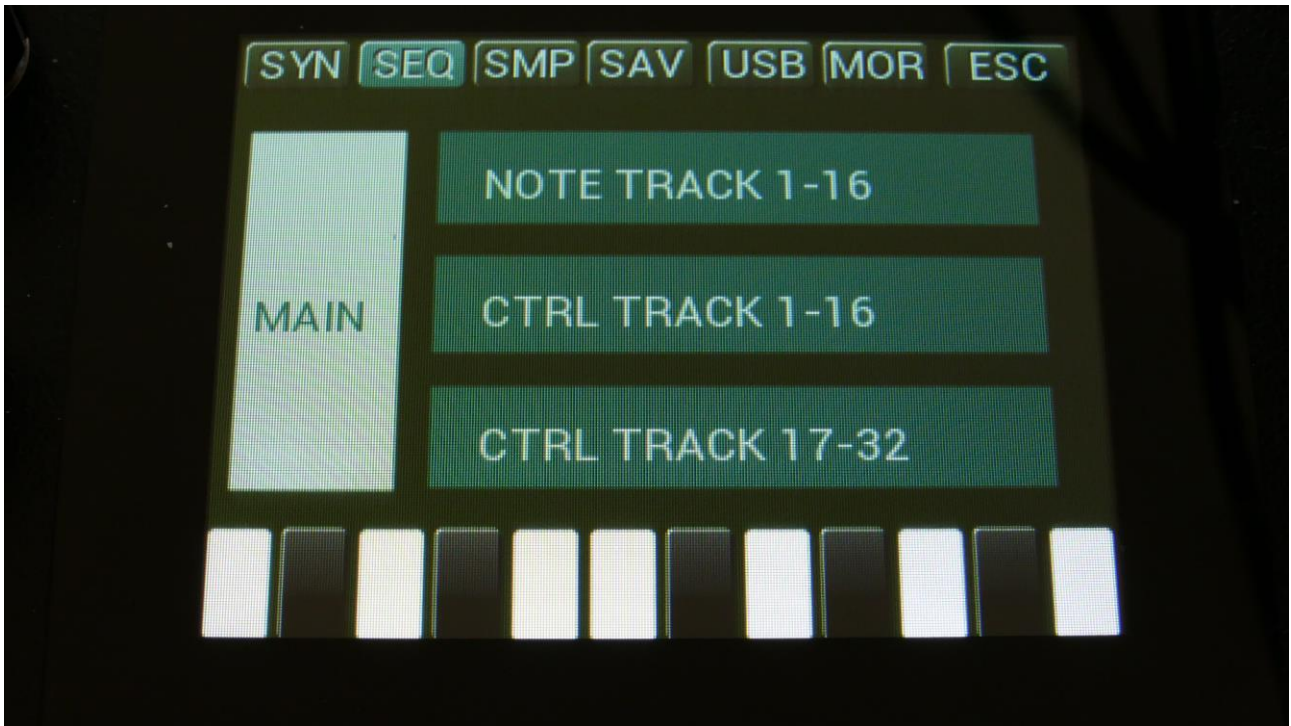 SYN SEQ SMP SAV USB MOR ESC
MAIN
NOTE TRACK 1-16
CTRL TRACK 1-16
CTRL TRACK 17-32